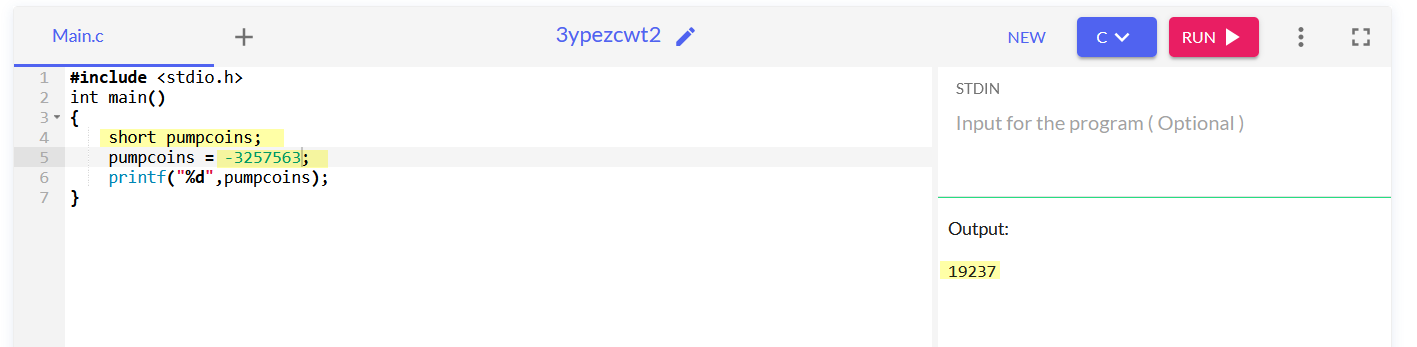 Main.c + 3ypezcwt2 NEW C RUN
1 #include <stdio.h>
2 int main()
3 {
4 short pumpcoins;
5 pumpcoins = -3257563;
6 printf("%d",pumpcoins);
7 }
STDIN
Input for the program ( Optional )
Output:
19237